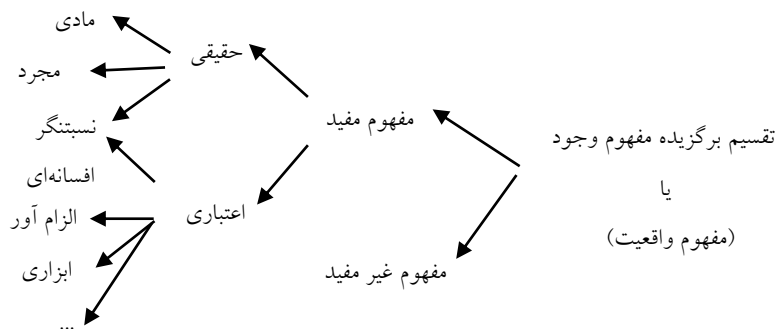 تقسیم برگزیده مفهوم وجود
یا
(مفهوم واقعیت)
مفهوم مفید
مفهوم غیر مفید
حقیقی
اعتباری
مادی
مجرد
نسبتنگر
افسانه‌ای
الزام آور
ابزاری
...